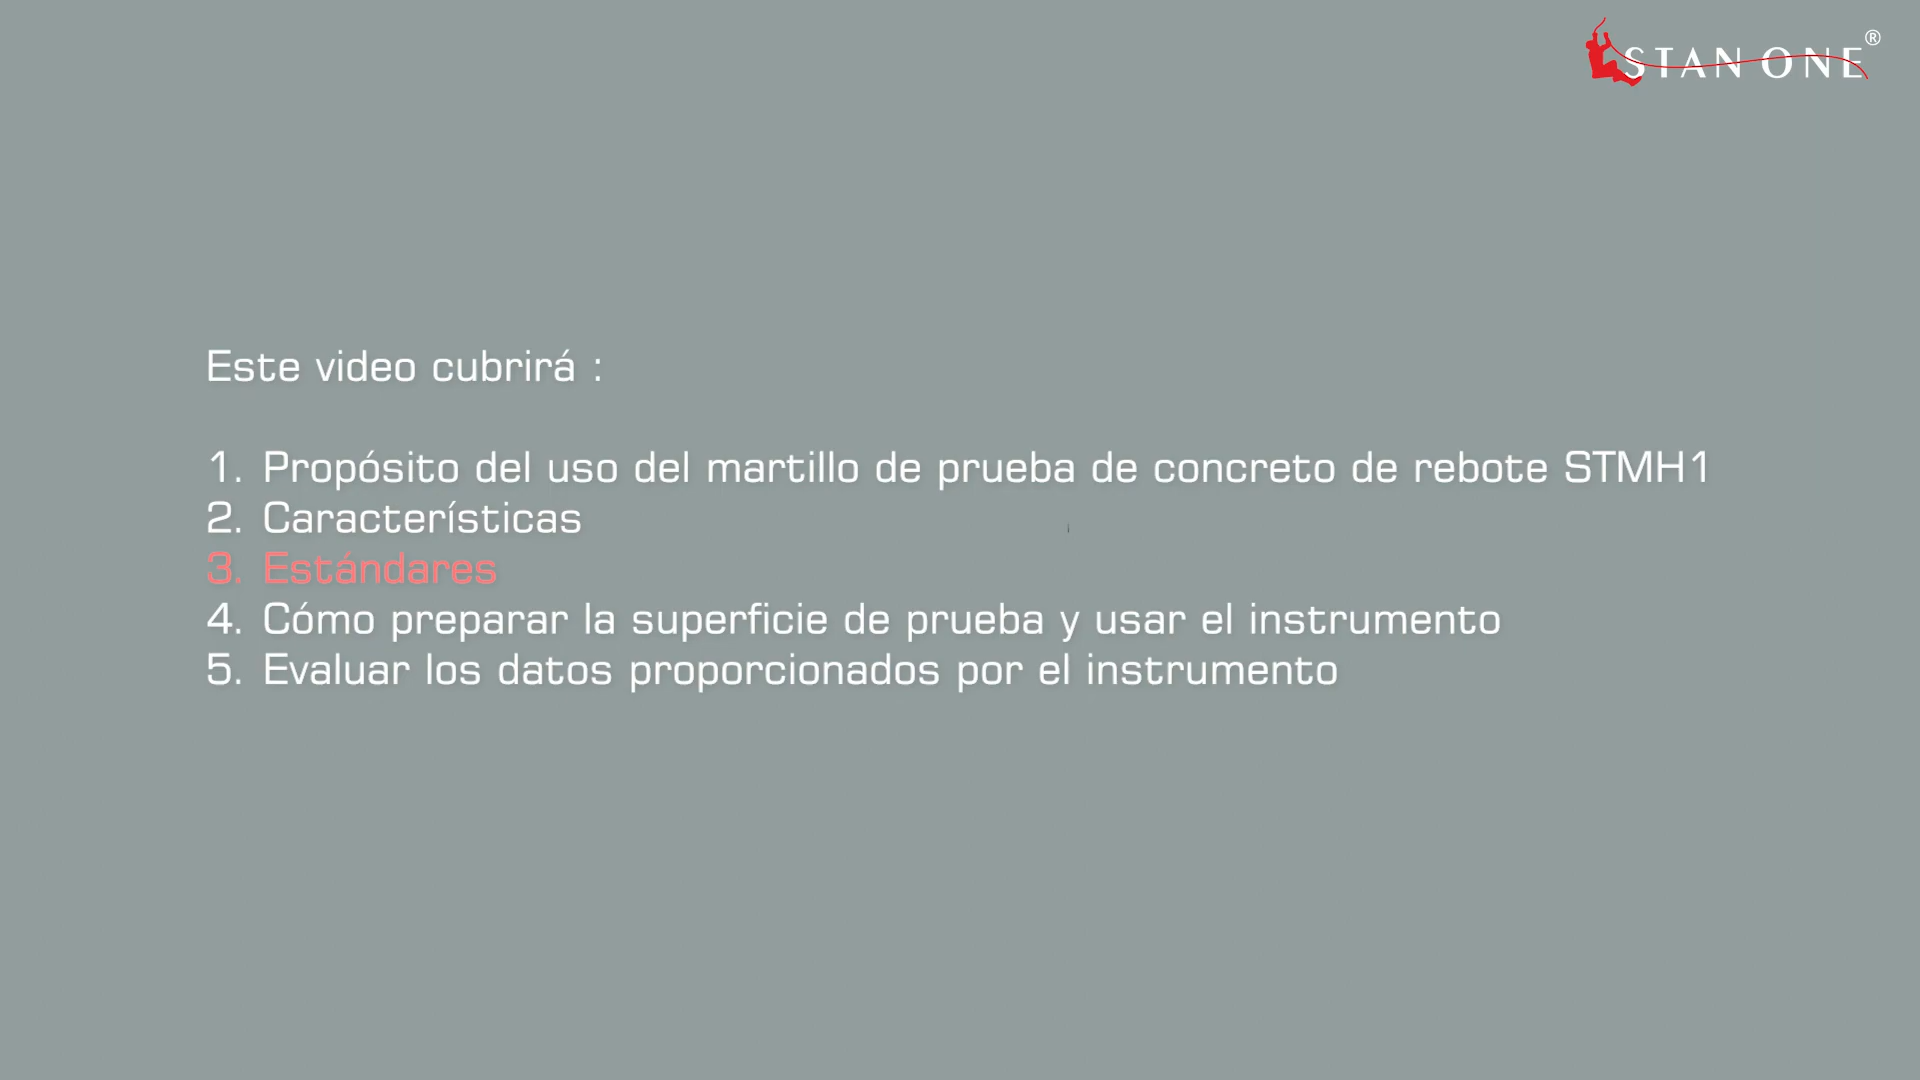 STAN ONE®
Este video cubrirá :
1. Propósito del uso del martillo de prueba de concreto de rebote STMH1
2. Características
3. Estándares
4. Cómo preparar la superficie de prueba y usar el instrumento
5. Evaluar los datos proporcionados por el instrumento